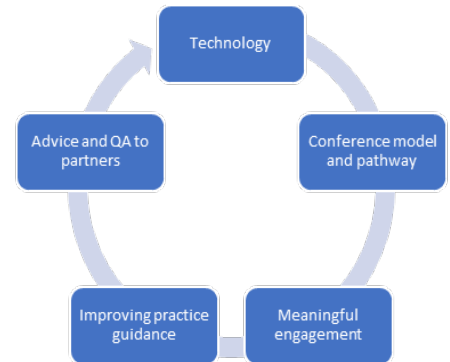 Technology
Conference model
and pathway
Meaningful
engagement
Improving practice
guidance
Advice and QA to
partners